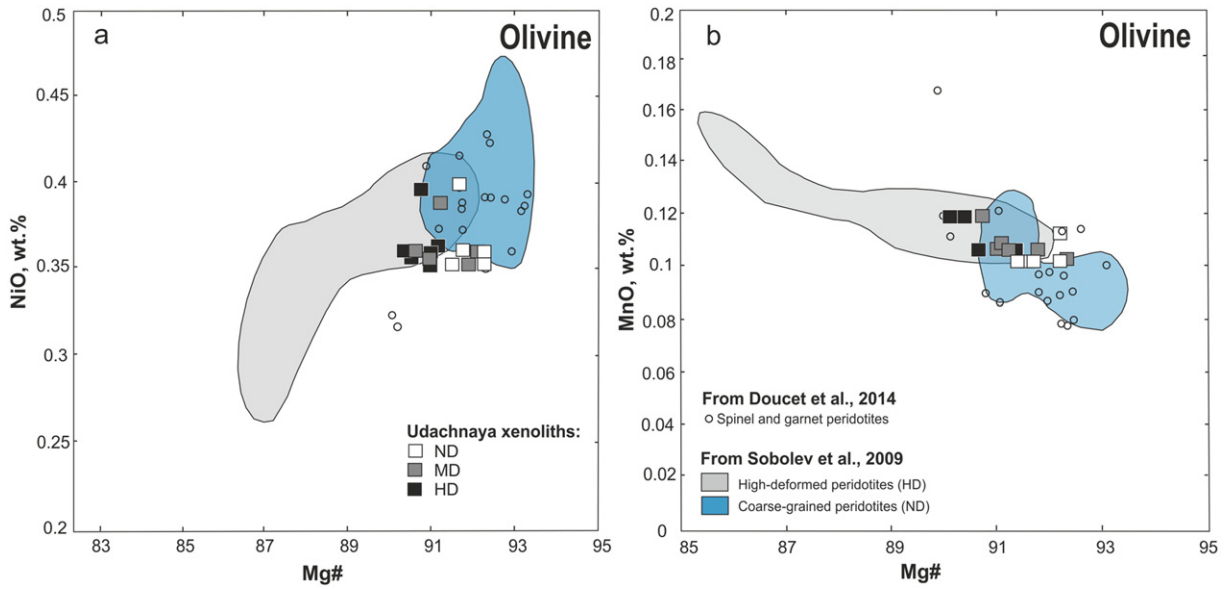 a
Olivine
0.5
0.45
0.4
0.35
0.3
0.25
0.2
NiO, wt.%
83
85
87
89
91
93
95
Mg#
Udachnaya xenoliths:
ND
MD
HD
b
Olivine
0.2
0.18
0.16
0.14
0.12
0.1
0.08
0.06
0.04
0.02
0
MnO, wt.%
85
87
89
91
93
95
Mg#
From Doucet et al., 2014
Spinel and garnet peridotites
From Sobolev et al., 2009
High-deformed peridotites (HD)
Coarse-grained peridotites (ND)